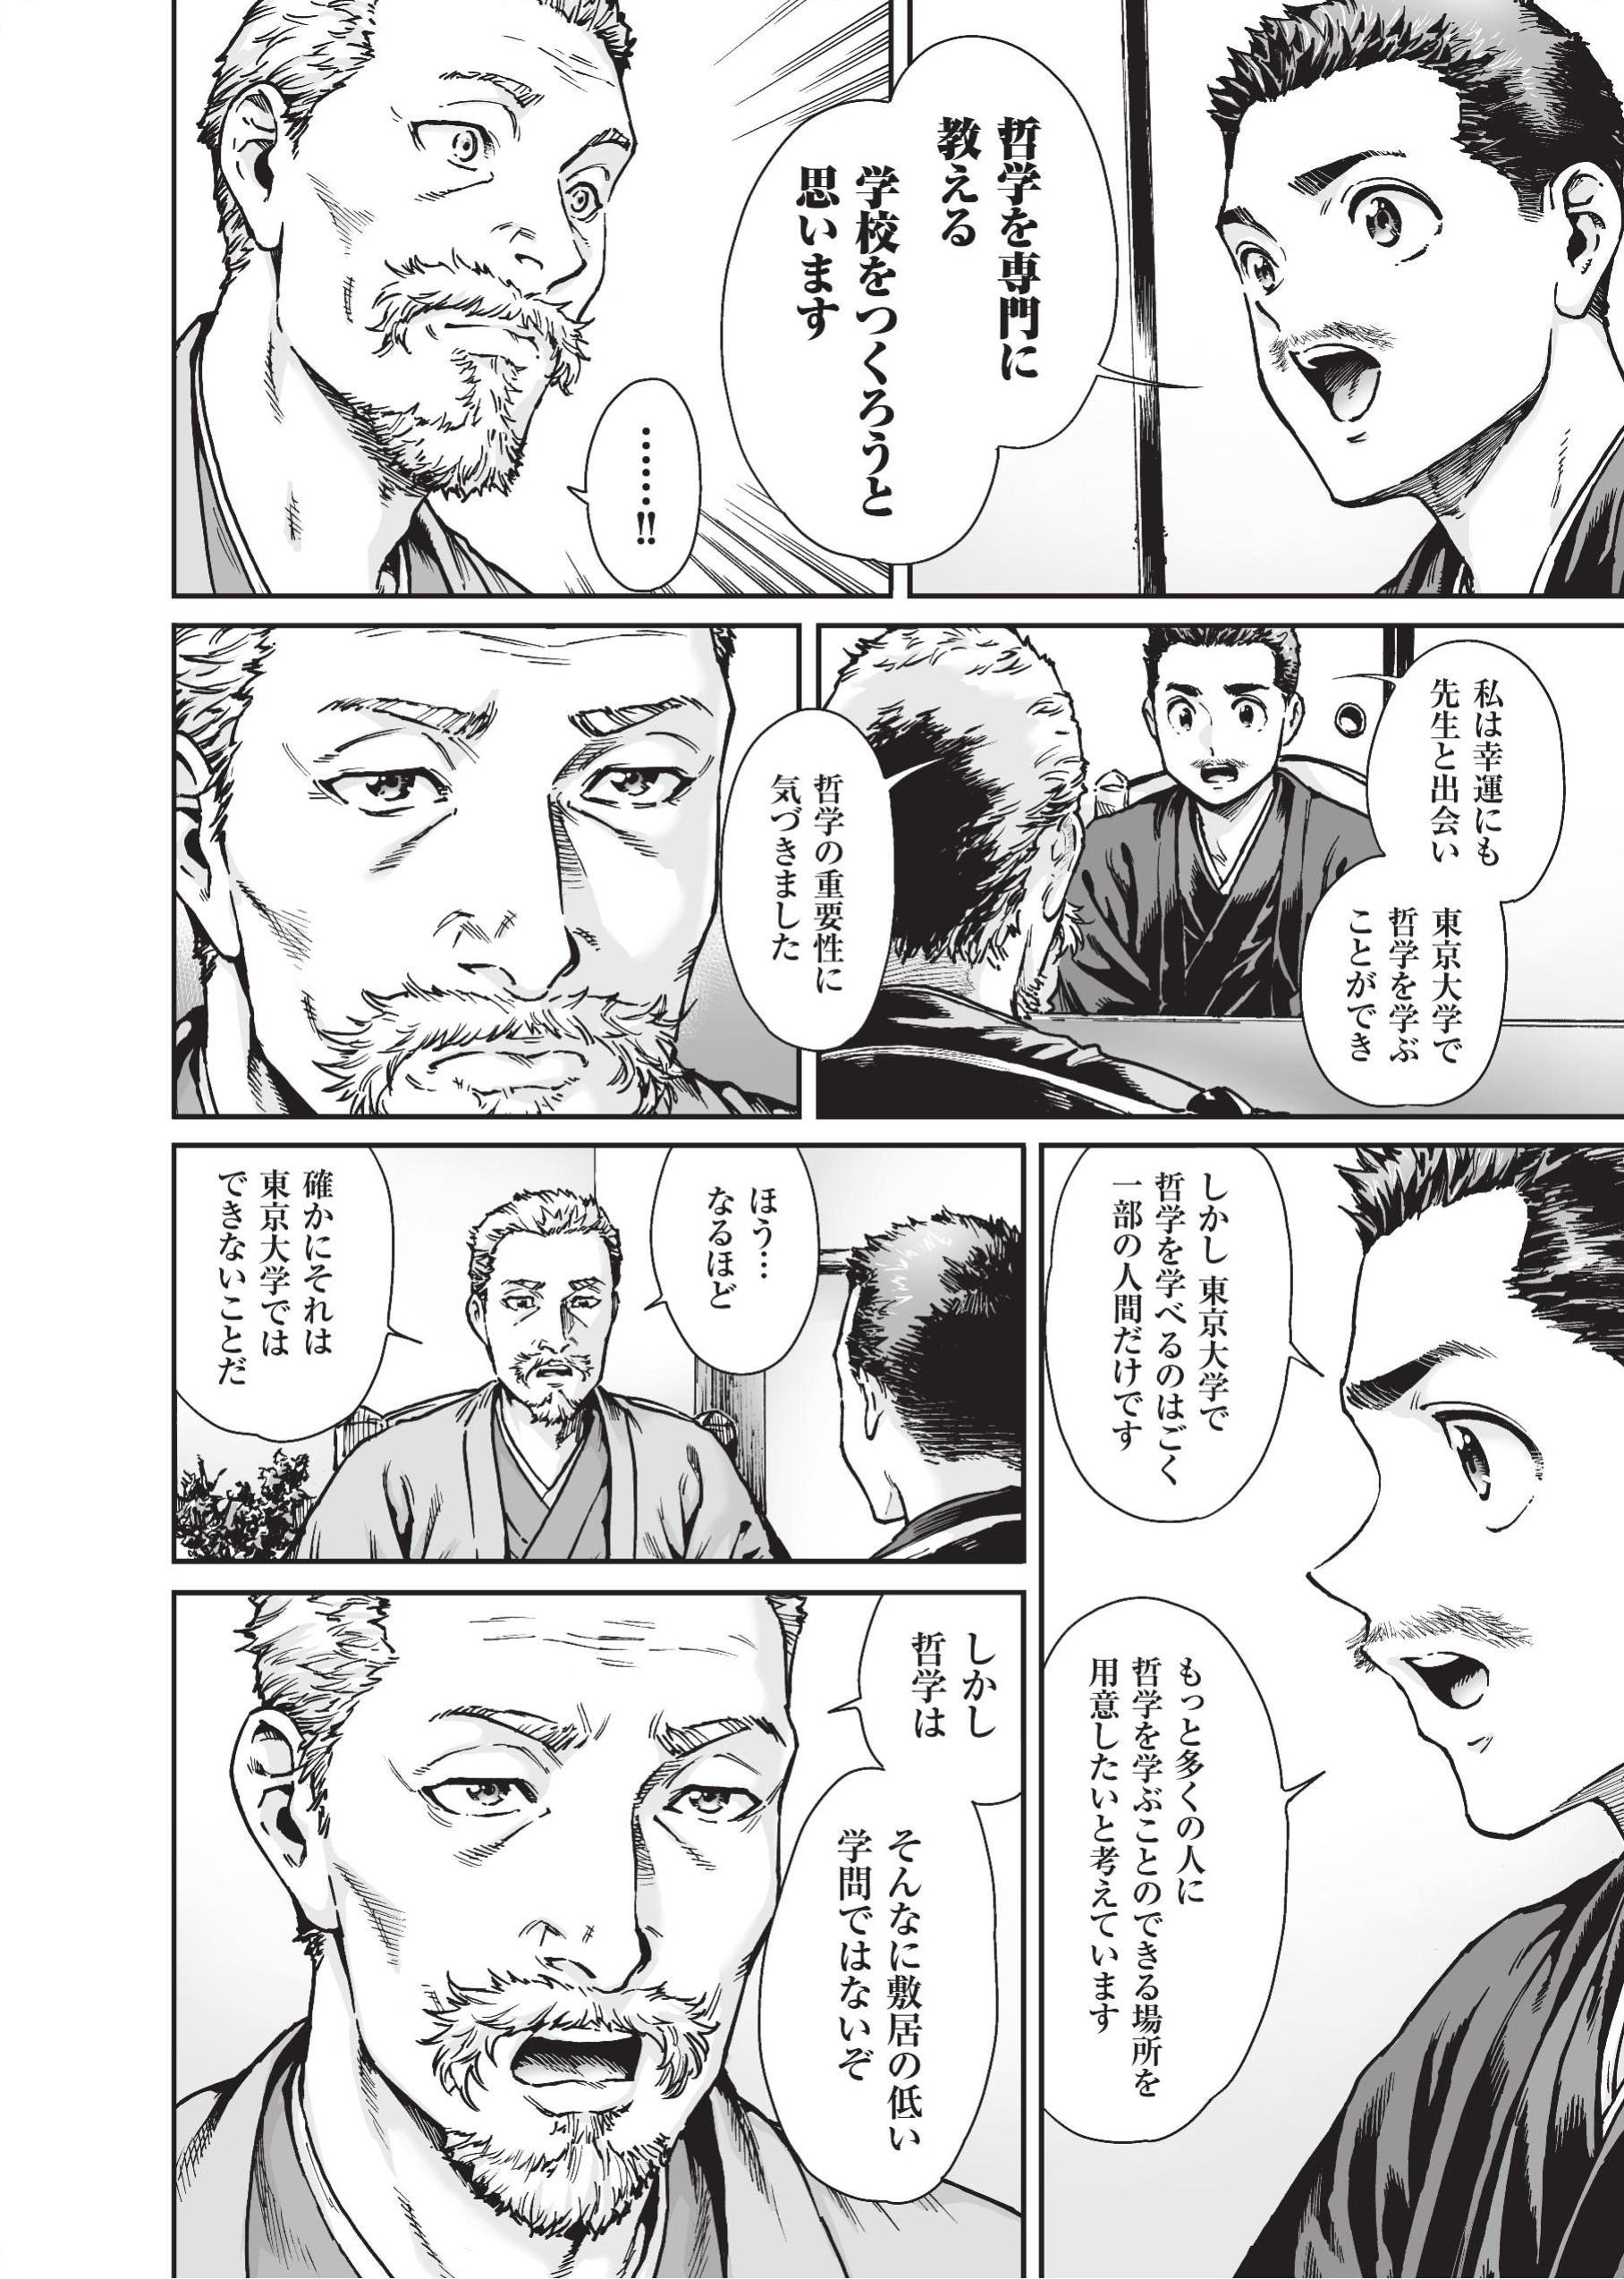 哲学を専門に
教える
学校をつくろうと
思います
……!!
私は幸運にも
先生と出会い
東京大学で
哲学を学ぶ
ことができ
哲学の重要性に
気づきました
しかし 東京大学で
哲学を学べるのはごく
一部の人間だけです
もっと多くの人に
哲学を学ぶことのできる場所を
用意したいと考えています
ほう…
なるほど
確かにそれは
東京大学では
できないことだ
しかし
哲学は
そんなに敷居の低い
学問ではないぞ